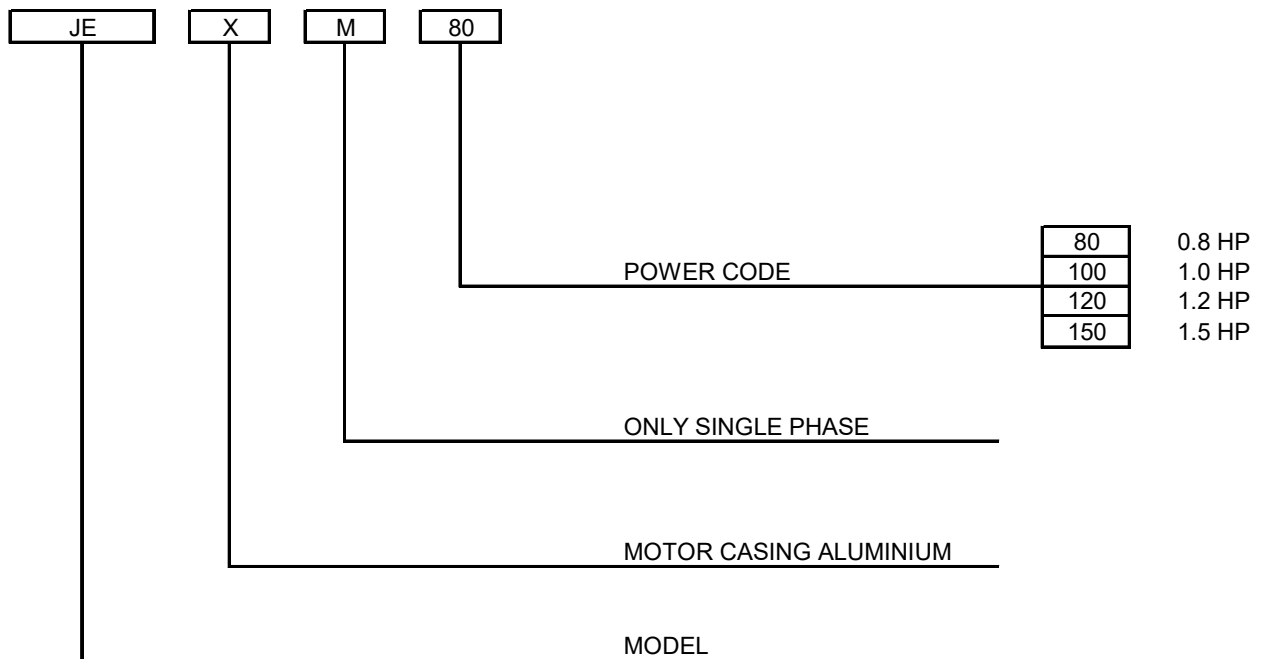 JE X M 80
80 0.8 HP
POWER CODE 100 1.0 HP
120 1.2 HP
150 1.5 HP
ONLY SINGLE PHASE
MOTOR CASING ALUMINIUM
MODEL